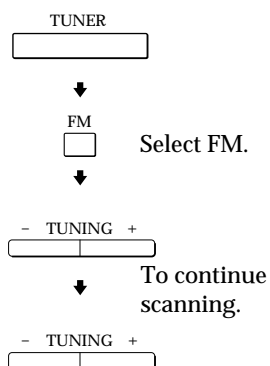 TUNER
FM
Select FM.
– TUNING +
To continue
scanning.
– TUNING +